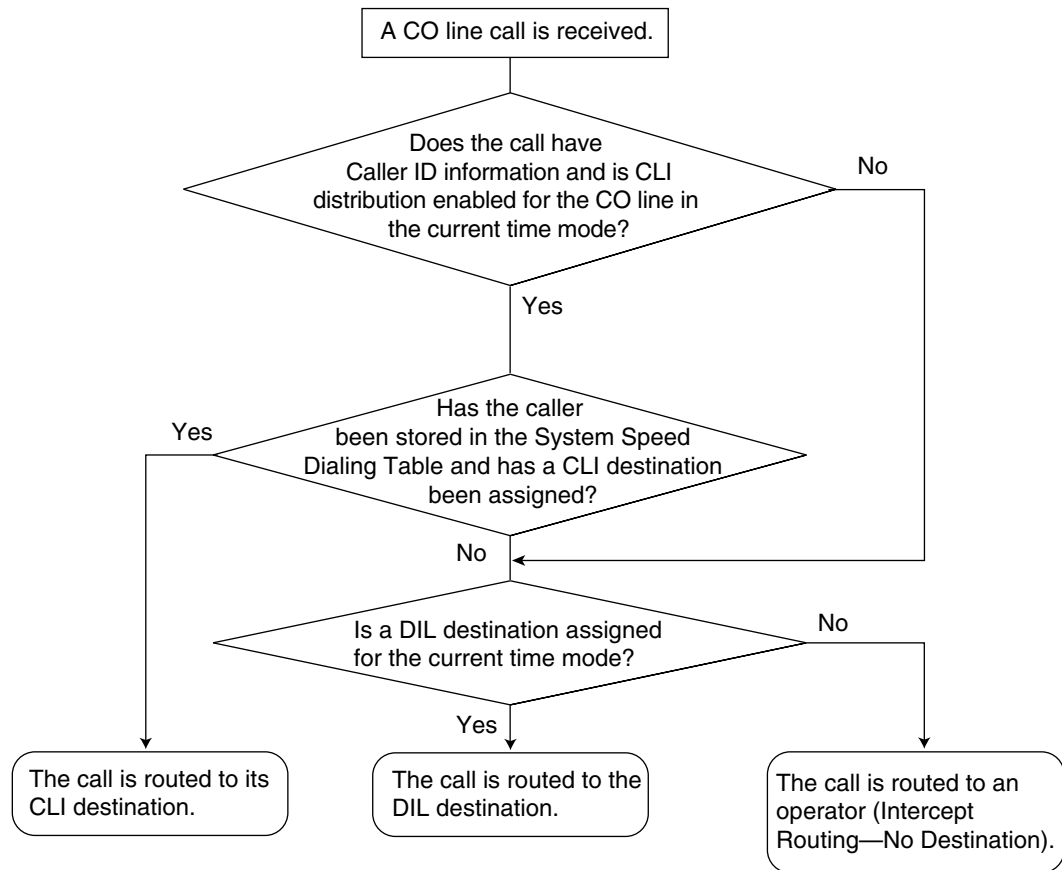 A CO line call is received.
Does the call have
Caller ID information and is CLI
distribution enabled for the CO line in
the current time mode?
No
Yes
Has the caller
been stored in the System Speed
Dialing Table and has a CLI destination
been assigned?
Yes
No
Is a DIL destination assigned
for the current time mode?
No
Yes
The call is routed to its
CLI destination.
The call is routed to the
DIL destination.
The call is routed to an
operator (Intercept
Routing—No Destination).